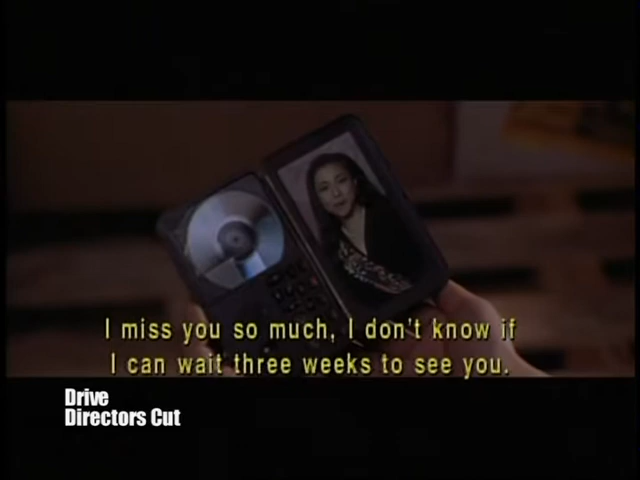 I miss you so much, I don't know if
I can wait three weeks to see you.
Drive
Directors Cut